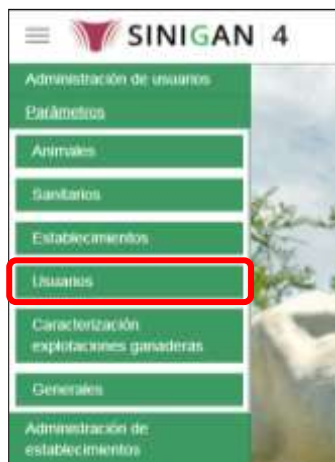 SINIGAN 4
Administración de usuarios
Parámetros
Animales
Sanitarios
Establecimientos
Usuarios
Caracterización
explotaciones ganaderas
Generales
Administración de
establecimientos